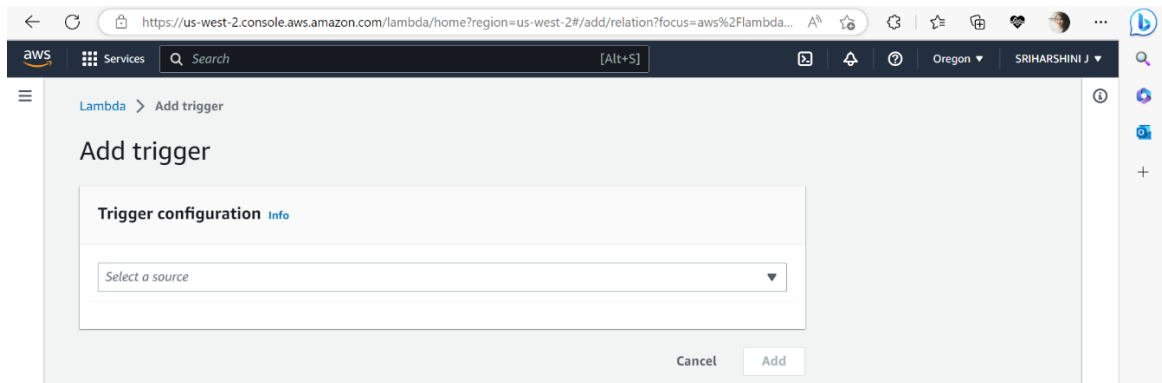 https://us-west-2.console.aws.amazon.com/lambda/home?region=us-west-2#/add/relation?focus=aws%2Flambda...
aws Services Search [Alt+S] Oregon SRIHARSHINI J
Lambda > Add trigger
Add trigger
Trigger configuration Info
Select a source
Cancel Add